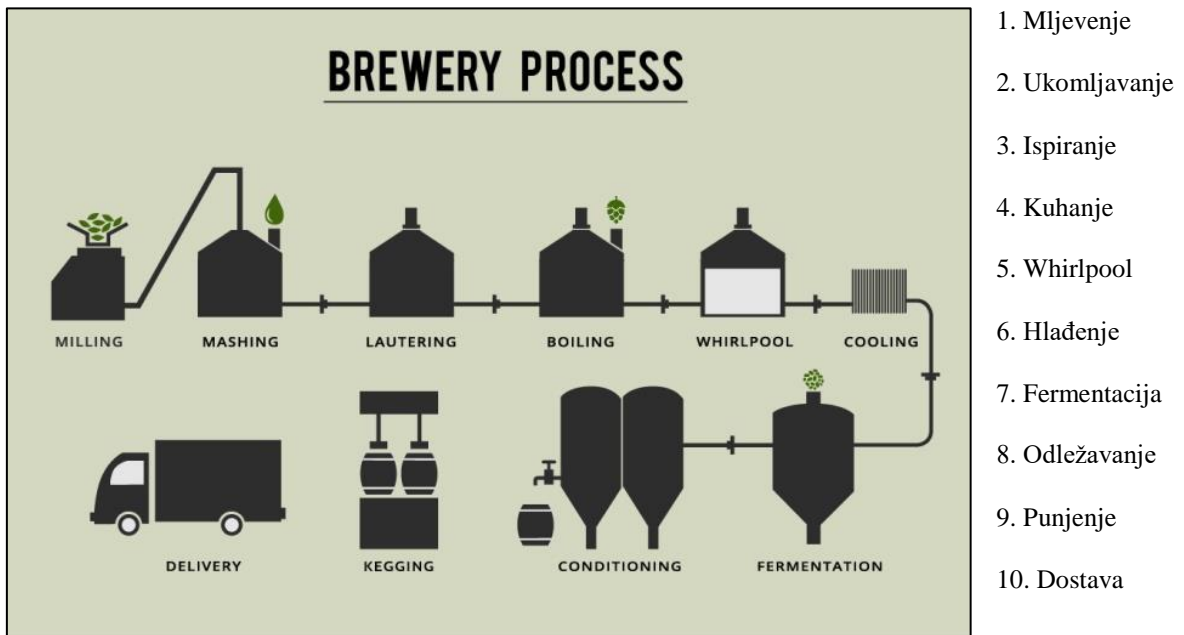 BREWERY PROCESS
MILLING MASHING LAUTERING BOILING WHIRLPOOL COOLING
DELIVERY KEGGING CONDITIONING FERMENTATION
1. Mljevenje
2. Ukomljavanje
3. Ispiranje
4. Kuhanje
5. Whirlpool
6. Hlađenje
7. Fermentacija
8. Odležavanje
9. Punjenje
10. Dostava